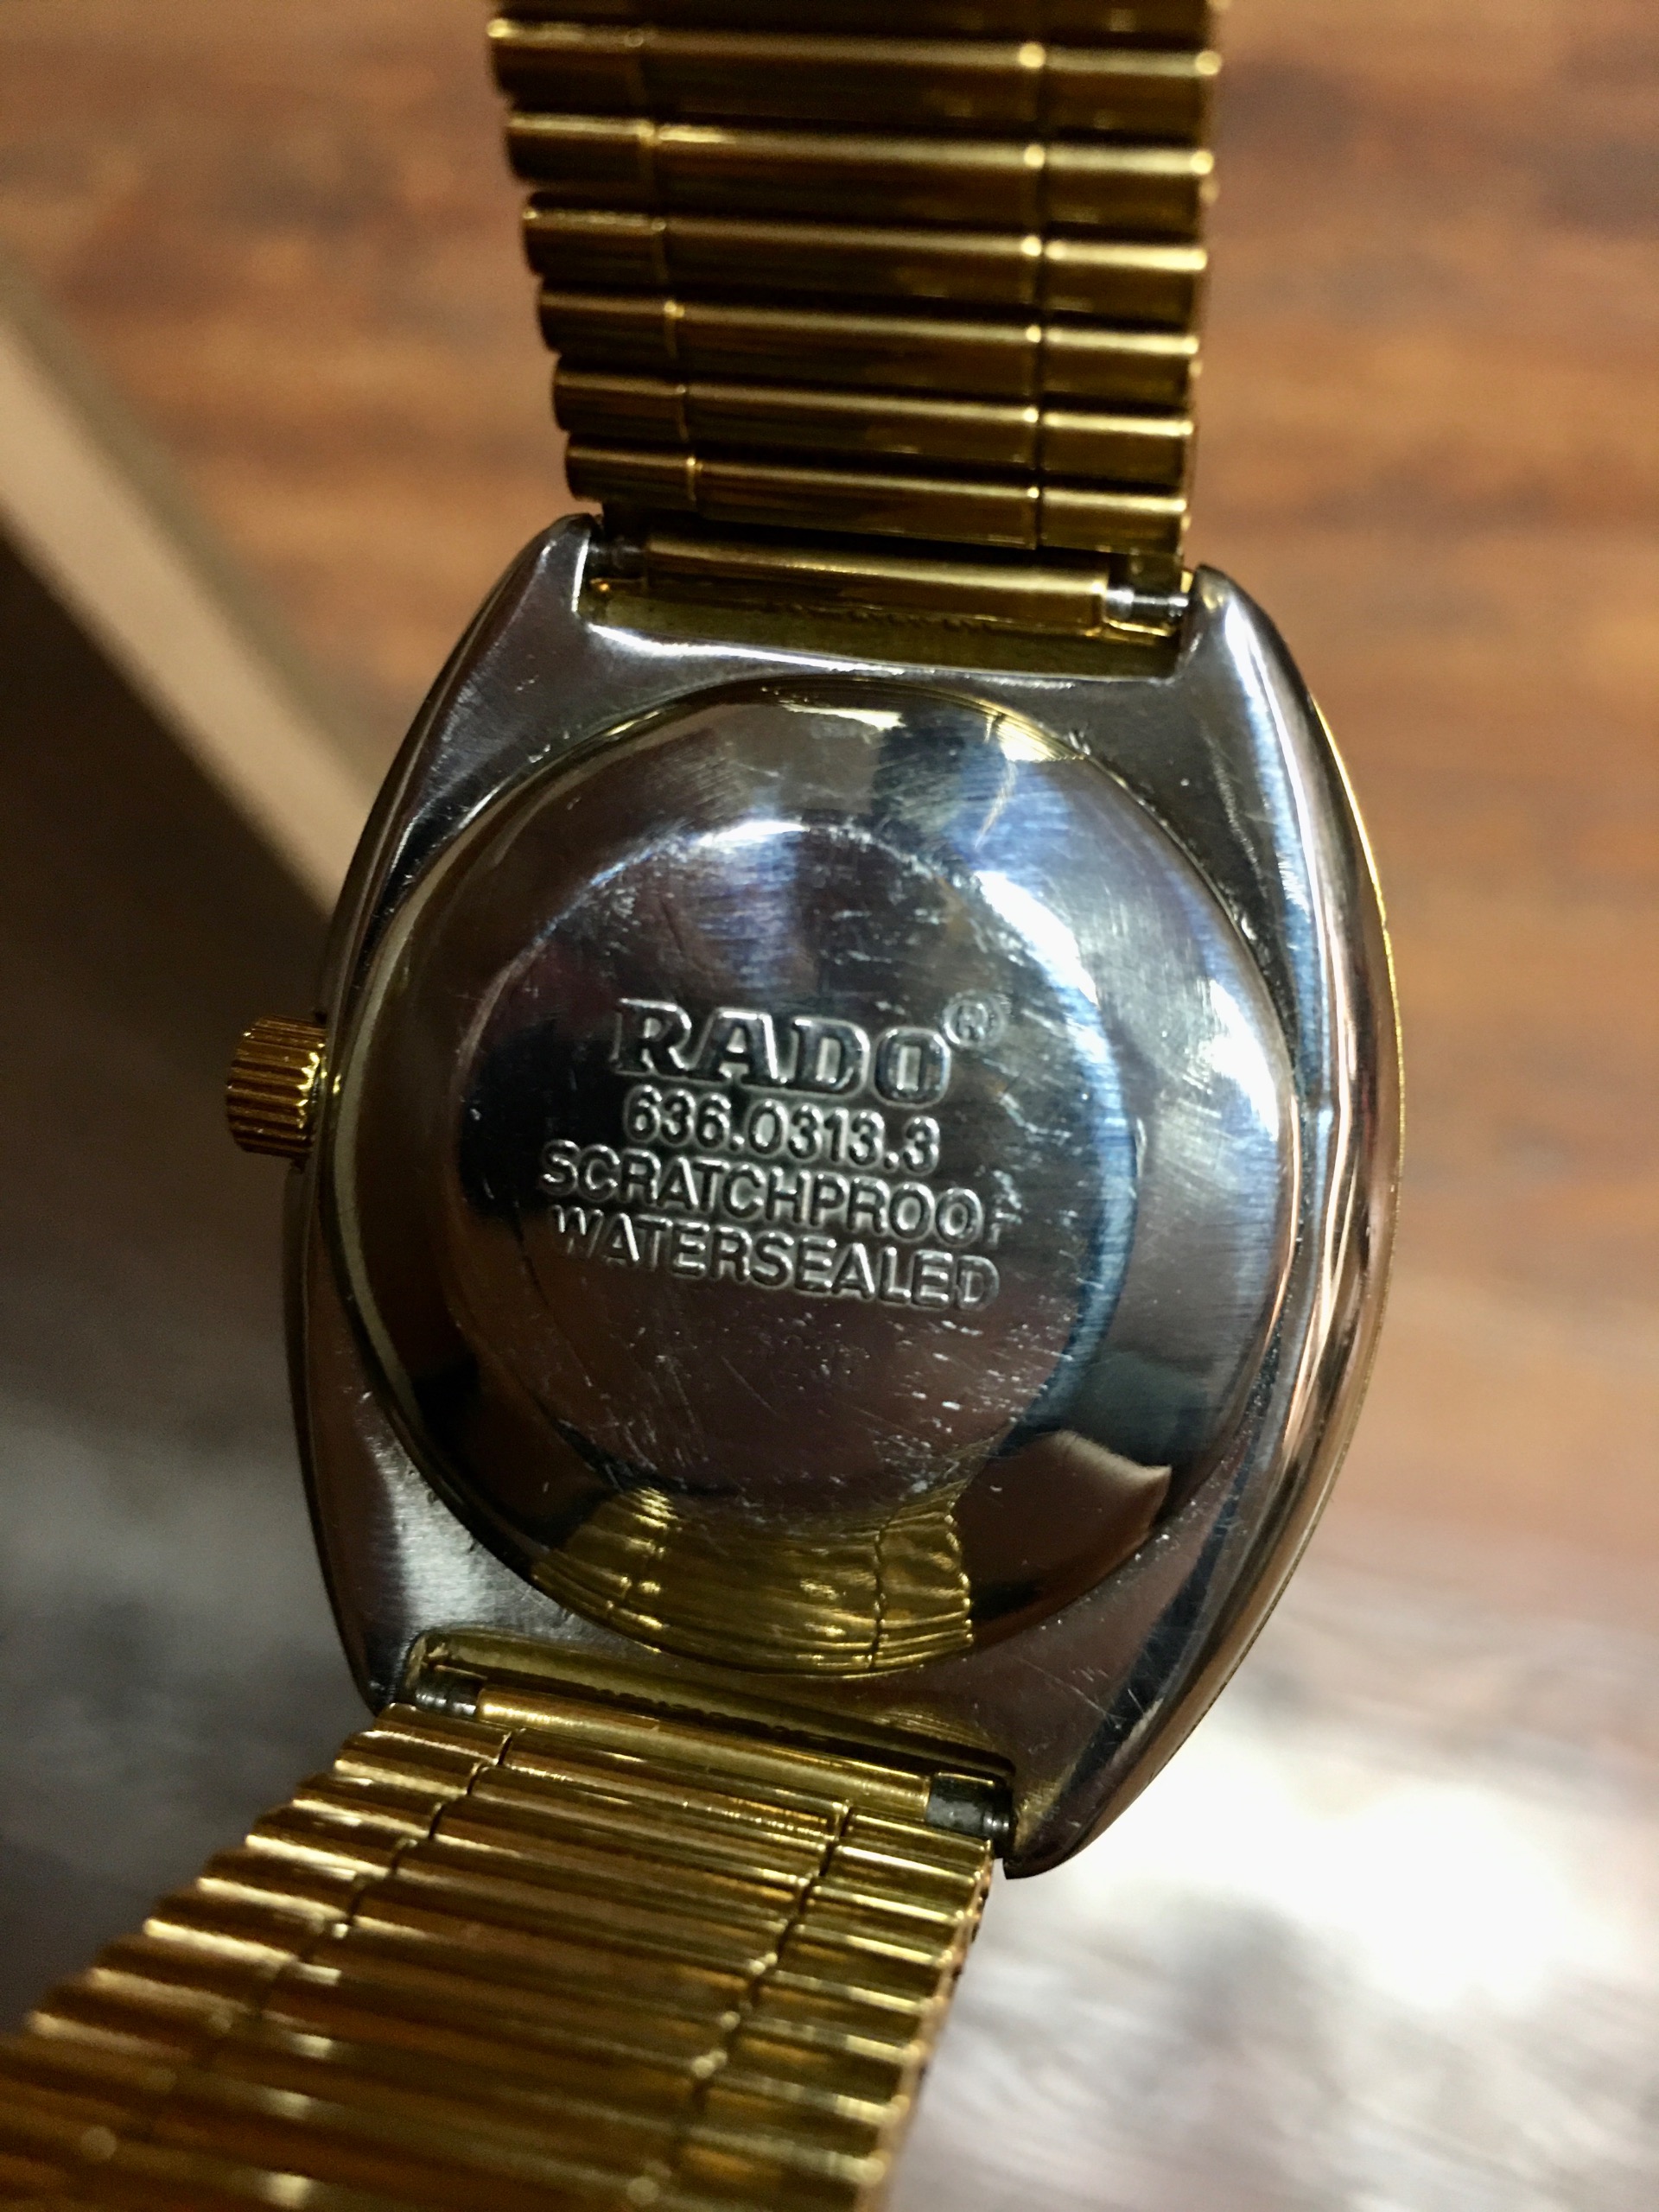 RADO®
636.0313.3
SCRATCHPROOF
WATERSEALED